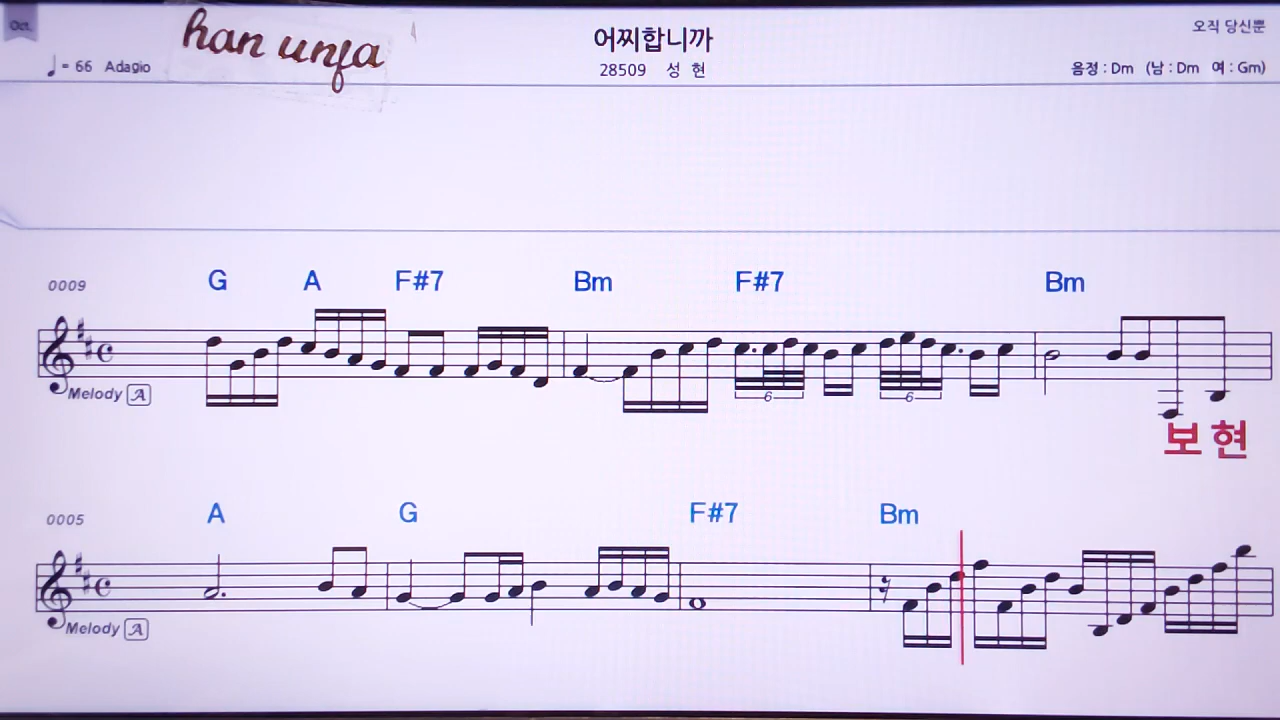 Oct.
han unja
어찌합니까
오직 당신뿐
♩= 66 Adagio
28509 성 현
음정 : Dm (남 : Dm 여 : Gm)
0009 G A F#7 Bm F#7 Bm
Melody A
6 6
보 현
0005 A G F#7 Bm
Melody A